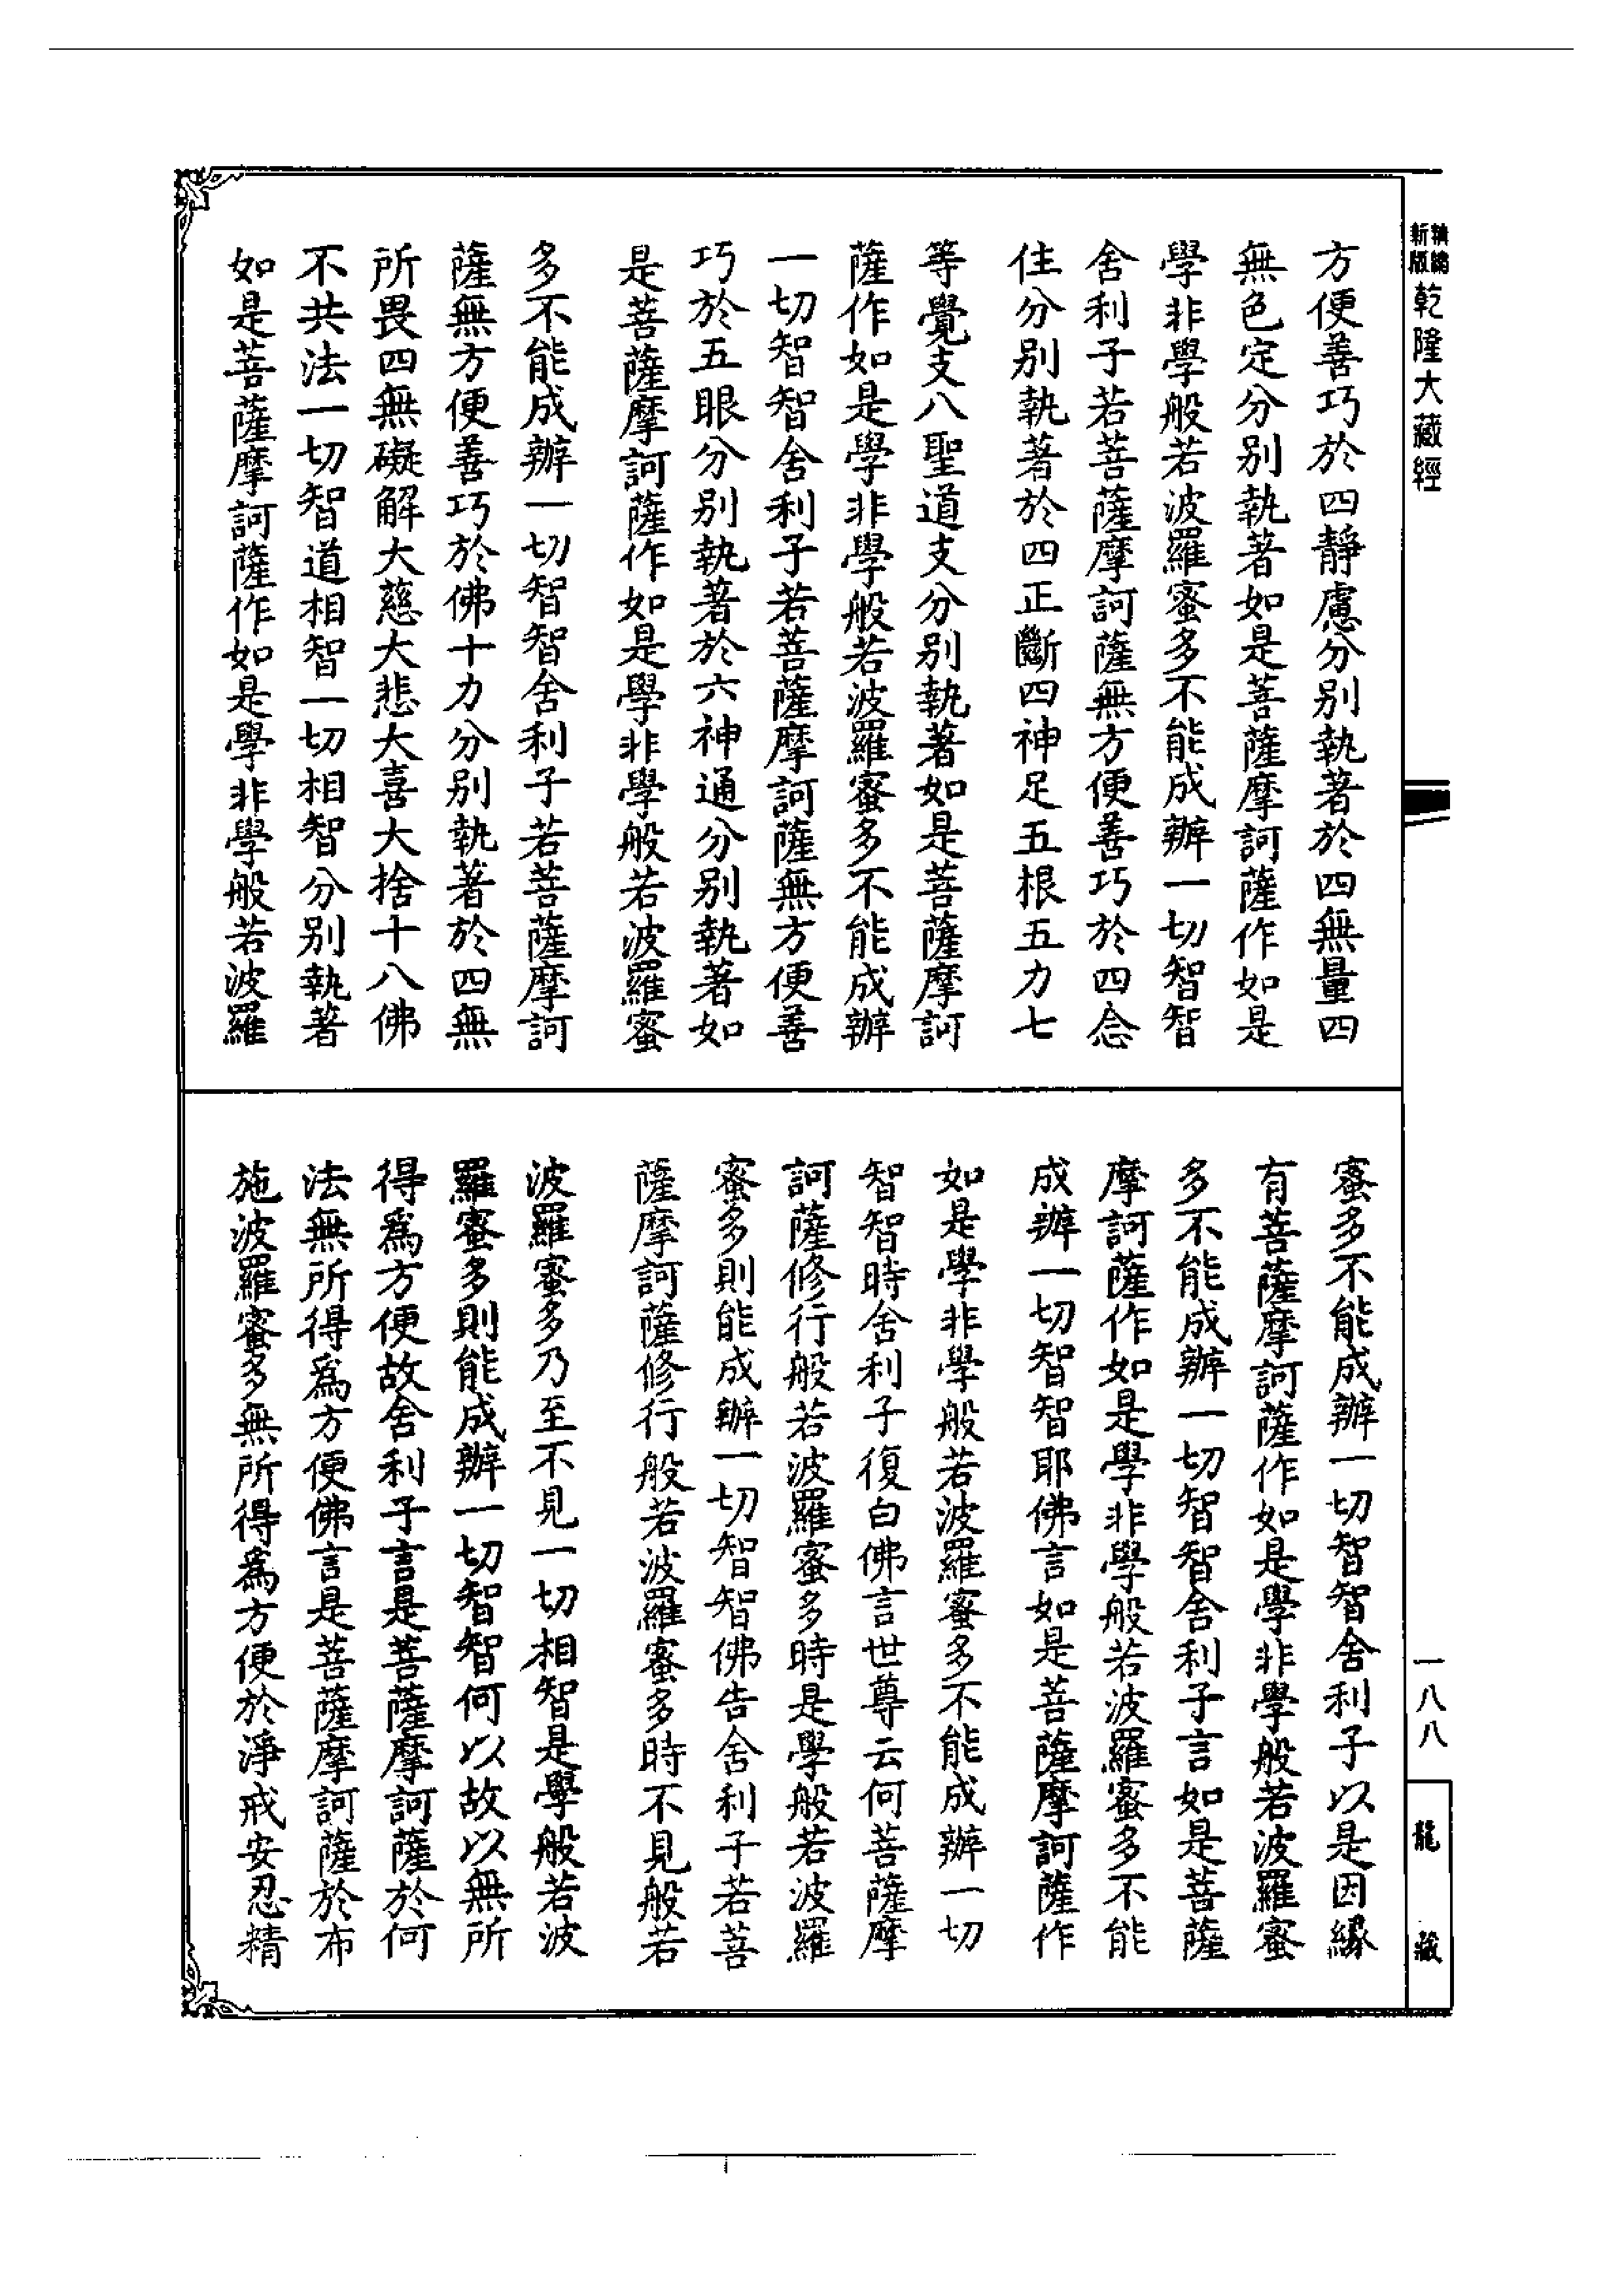 新版精縮乾隆大藏經
方便善巧於四靜慮分別執著於四無量四
無色定分別執著如是菩薩摩訶薩作如是
學非學般若波羅蜜多不能成辦一切智智
舍利子若菩薩摩訶薩無方便善巧於四念
住分別執著於四正斷四神足五根五力七
等覺支八聖道支分別執著如是菩薩摩訶
薩作如是學非學般若波羅蜜多不能成辦
一切智智舍利子若菩薩摩訶薩無方便善
巧於五眼分別執著於六神通分別執著如
是菩薩摩訶薩作如是學非學般若波羅蜜
多不能成辦一切智智舍利子若菩薩摩訶
薩無方便善巧於佛十力分別執著於四無
所畏四無礙解大慈大悲大喜大捨十八佛
不共法一切智道相智一切相智分別執著
如是菩薩摩訶薩作如是學非學般若波羅
蜜多不能成辦一切智智舍利子以是因緣
有菩薩摩訶薩作如是學非學般若波羅蜜
多不能成辦一切智智舍利子言如是菩薩
摩訶薩作如是學非學般若波羅蜜多不能
成辦一切智智耶佛言如是菩薩摩訶薩作
如是學非學般若波羅蜜多不能成辦一切
智智時舍利子復白佛言世尊云何菩薩摩
訶薩修行般若波羅蜜多時是學般若波羅
蜜多則能成辦一切智智佛告舍利子若菩
薩摩訶薩修行般若波羅蜜多時不見般若
波羅蜜多乃至不見一切相智是學般若波
羅蜜多則能成辦一切智智何以故以無所
得為方便故舍利子言是菩薩摩訶薩於何
法無所得為方便佛言是菩薩摩訶薩於布
施波羅蜜多無所得為方便於淨戒安忍精
一八八
龍藏